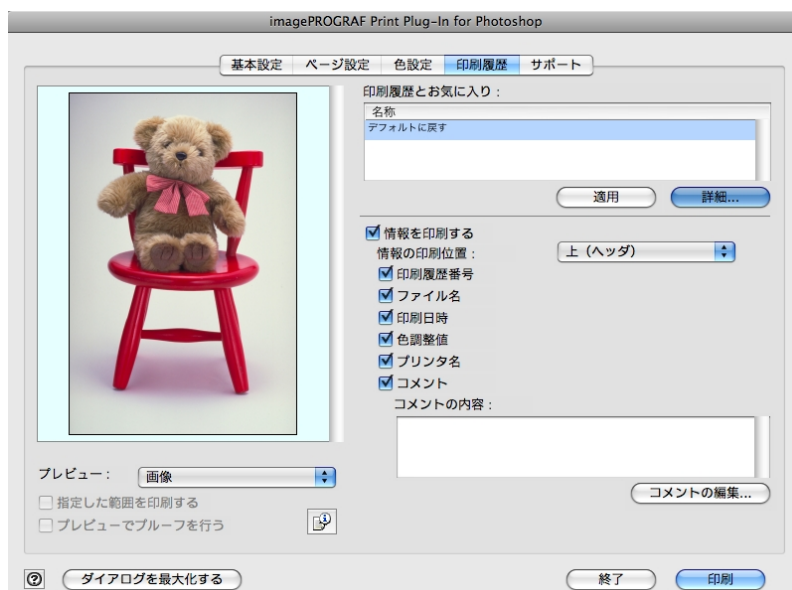 imagePROGRAF Print Plug-In for Photoshop
基本設定 ページ設定 色設定 印刷履歴 サポート
印刷履歴とお気に入り：
名称
デフォルトに戻す
適用 詳細...
情報を印刷する
情報の印刷位置： 上（ヘッダ）
印刷履歴番号
ファイル名
印刷日時
色調整値
プリンタ名
コメント
コメントの内容：
コメントの編集...
プレビュー： 画像
指定した範囲を印刷する
プレビューでプルーフを行う
? ダイアログを最大化する 終了 印刷